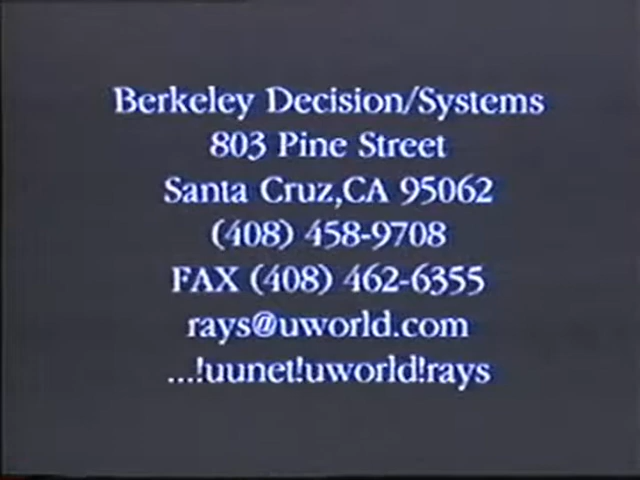 Berkeley Decision/Systems
803 Pine Street
Santa Cruz,CA 95062
(408) 458-9708
FAX (408) 462-6355
rays@uworld.com
...!uunet!uworld!rays